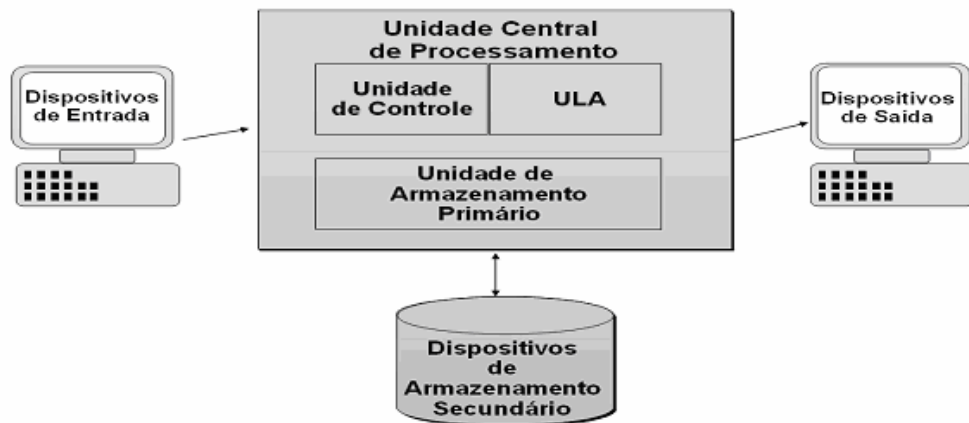 Unidade Central
de Processamento
Dispositivos
de Entrada
Unidade
de Controle
ULA
Dispositivos
de Saída
Unidade de
Armazenamento
Primário
Dispositivos
de
Armazenamento
Secundário